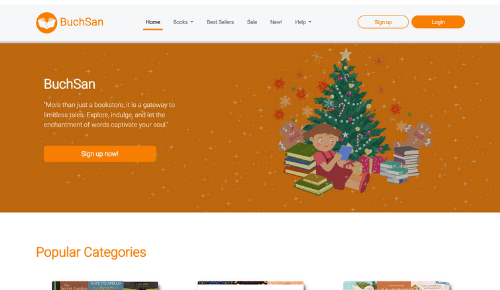 BuchSan
Home
Books
Best Sellers
Sale
New!
Help
Sign up
Login
BuchSan
"More than just a bookstore, it is a gateway to
limitless tales. Explore, indulge, and let the
enchantment of words captivate your soul."
Sign up now!
Popular Categories